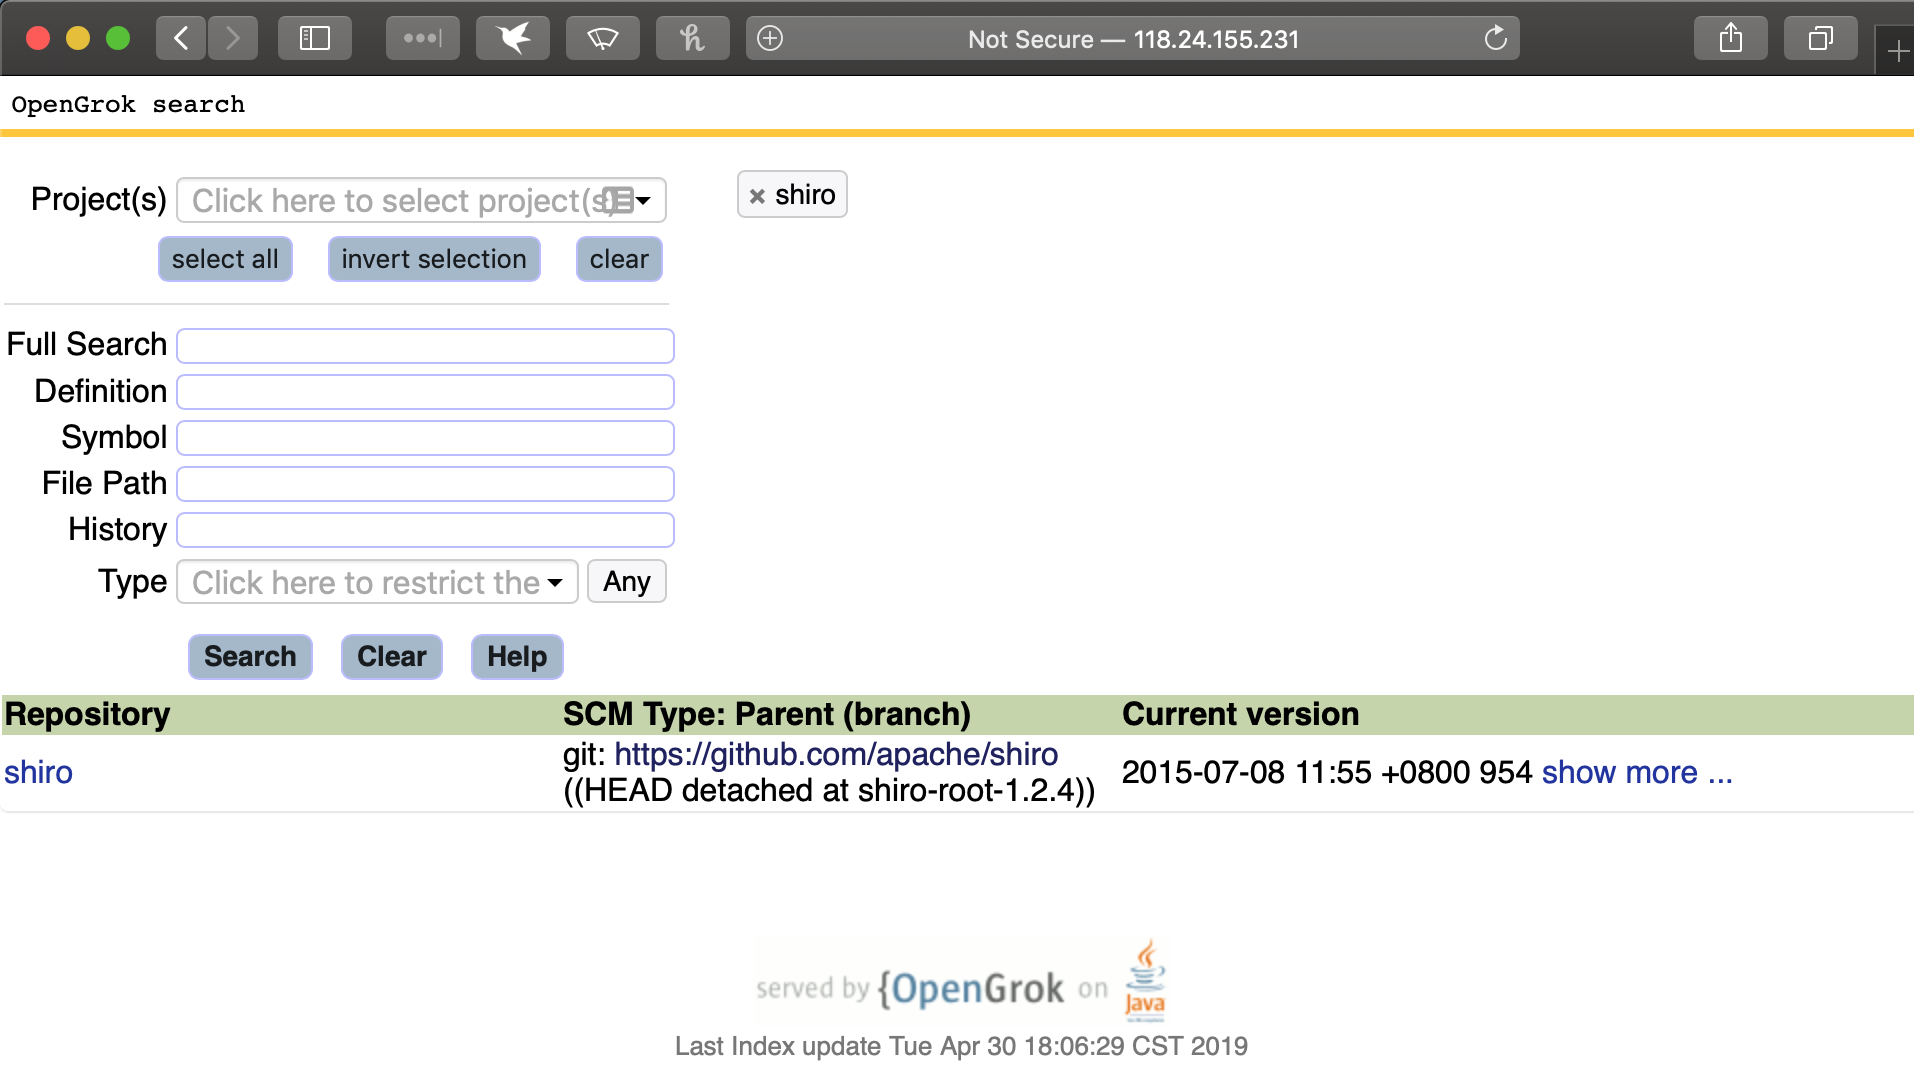 Not Secure — 118.24.155.231
OpenGrok search
Project(s) Click here to select project(s) × shiro
select all invert selection clear
Full Search
Definition
Symbol
File Path
History
Type Click here to restrict the Any
Search Clear Help
Repository SCM Type: Parent (branch) Current version
shiro git: https://github.com/apache/shiro ((HEAD detached at shiro-root-1.2.4)) 2015-07-08 11:55 +0800 954 show more ...
served by {OpenGrok on Java
Last Index update Tue Apr 30 18:06:29 CST 2019